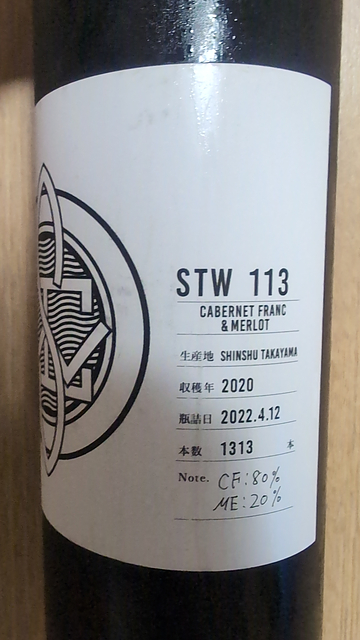 STW 113
CABERNET FRANC
& MERLOT
生産地 SHINSHU TAKAYAMA
収穫年 2020
瓶詰日 2022.4.12
本数 1313 本
Note. CF:80%
ME:20%